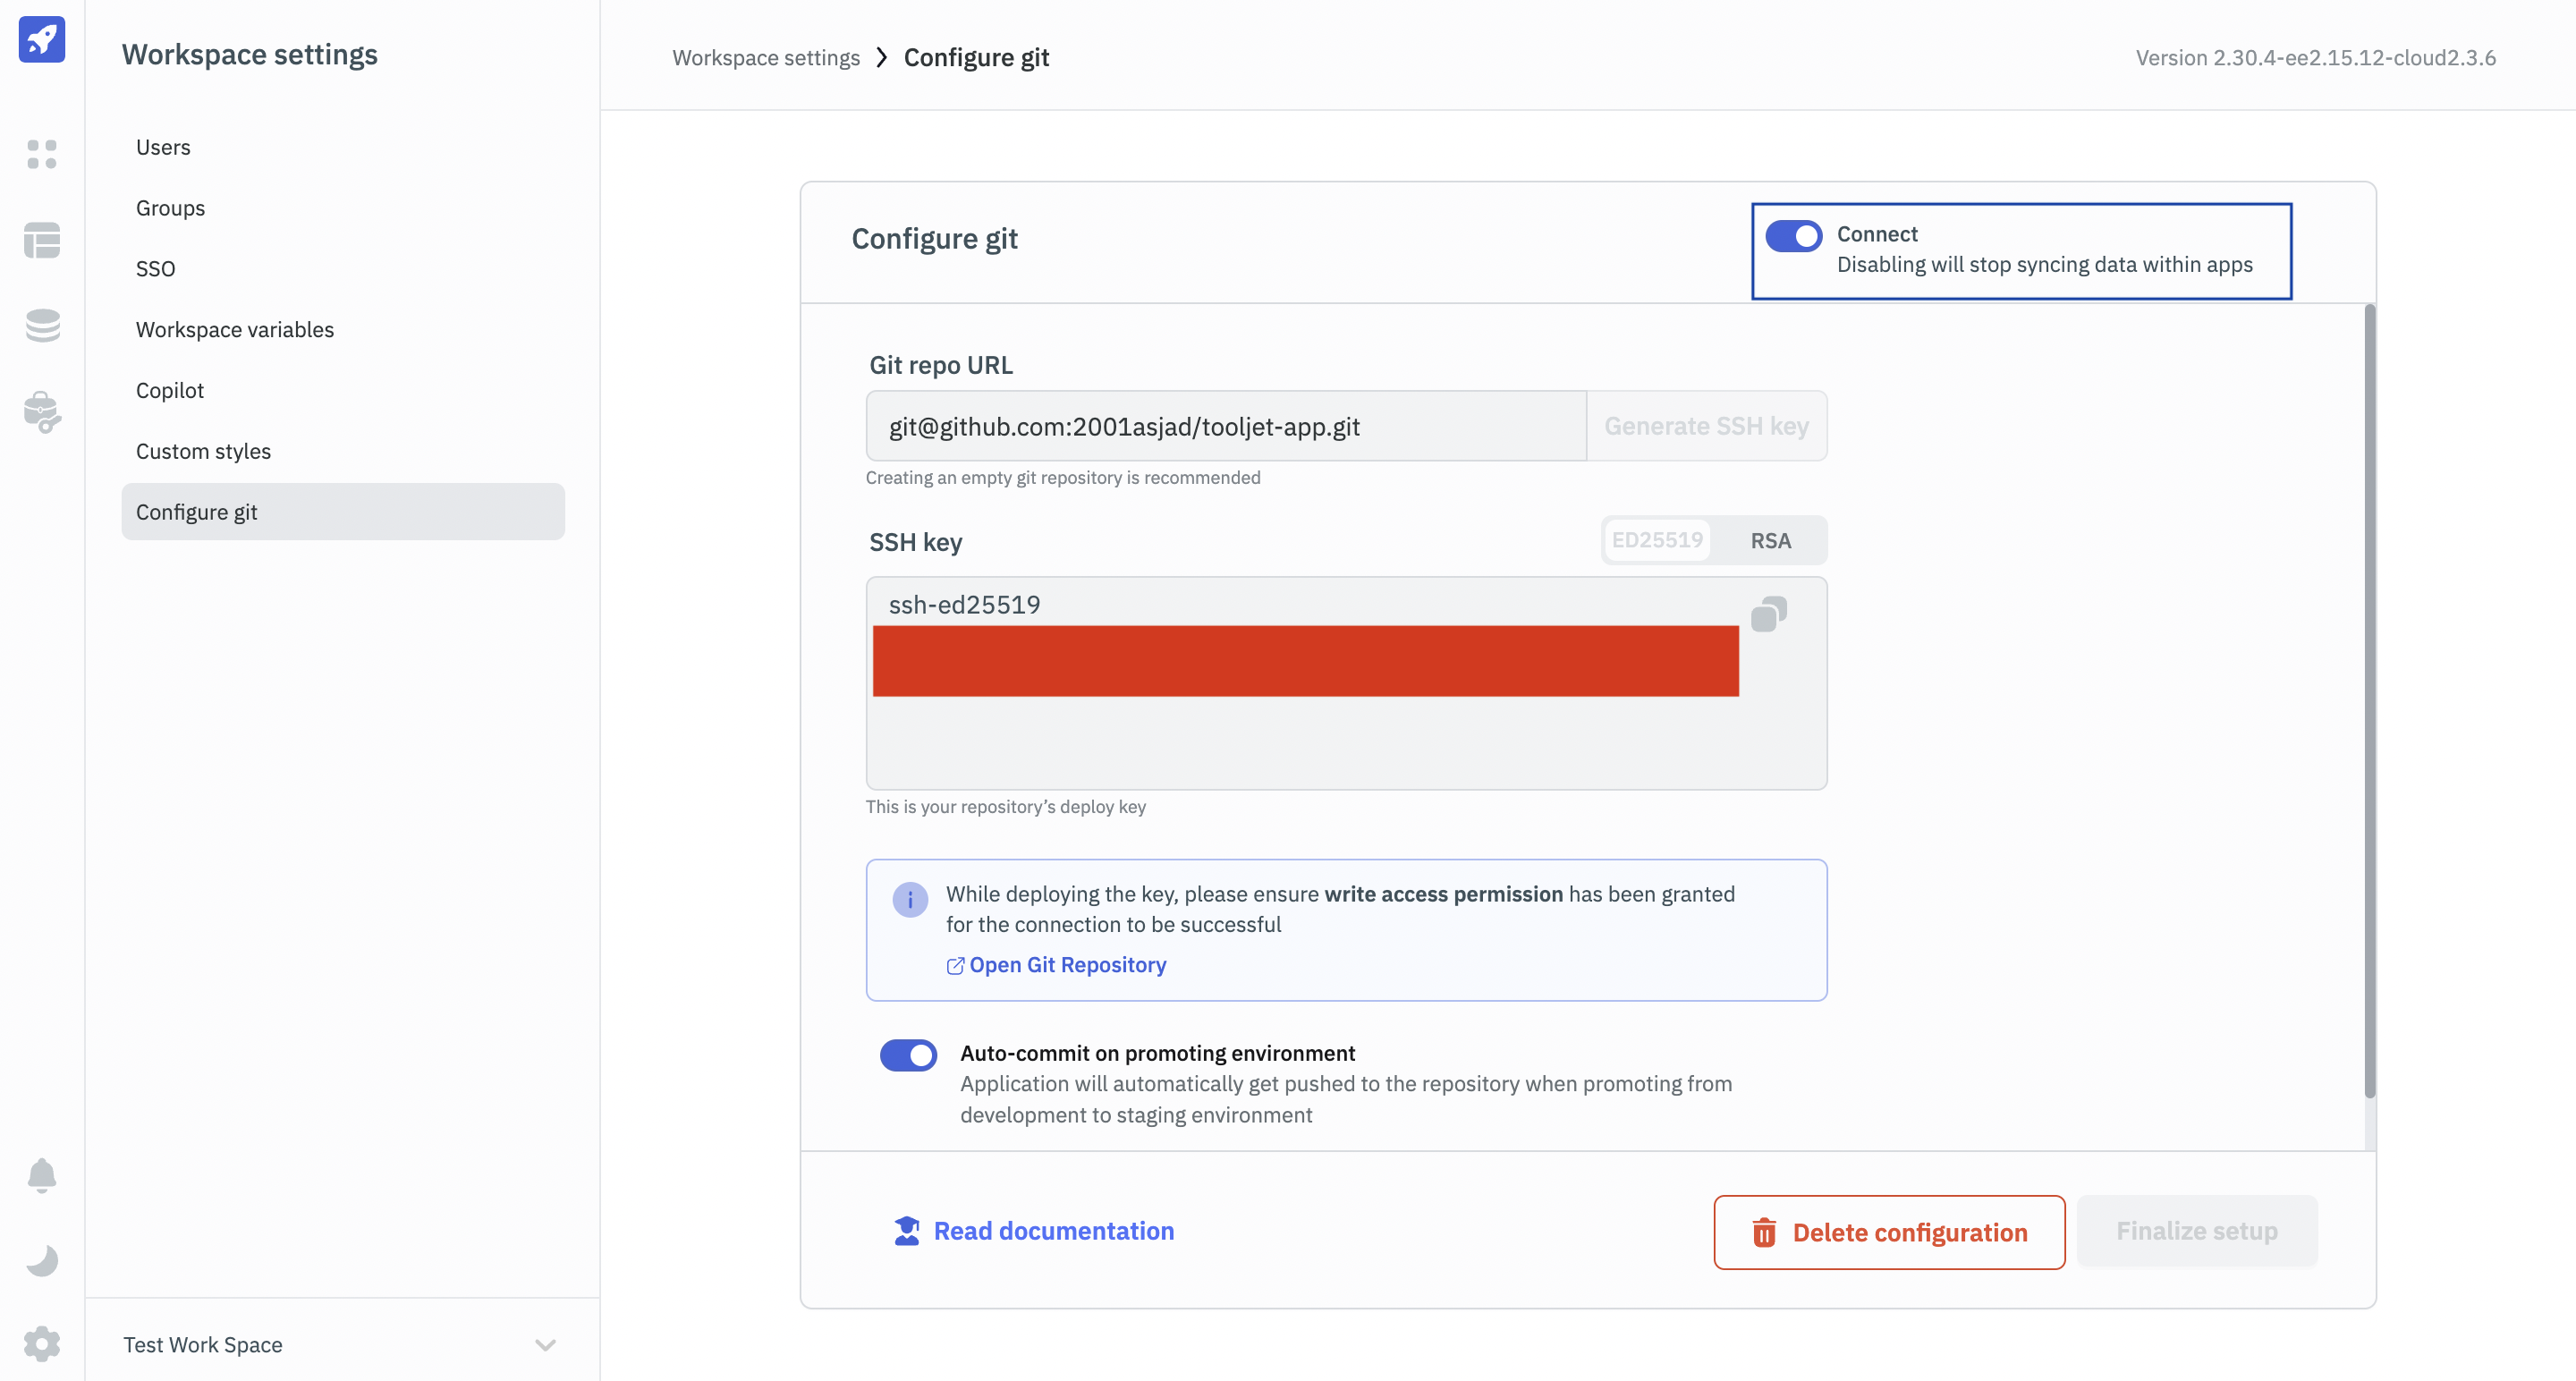 Workspace settings
Users
Groups
SSO
Workspace variables
Copilot
Custom styles
Configure git
Test Work Space
Workspace settings
Configure git
Version 2.30.4-ee2.15.12-cloud2.3.6
Configure git
Connect
Disabling will stop syncing data within apps
Git repo URL
git@github.com:2001asjad/tooljet-app.git
Generate SSH key
Creating an empty git repository is recommended
SSH key
ED25519
RSA
ssh-ed25519
This is your repository’s deploy key
While deploying the key, please ensure write access permission has been granted
for the connection to be successful
Open Git Repository
Auto-commit on promoting environment
Application will automatically get pushed to the repository when promoting from
development to staging environment
Read documentation
Delete configuration
Finalize setup